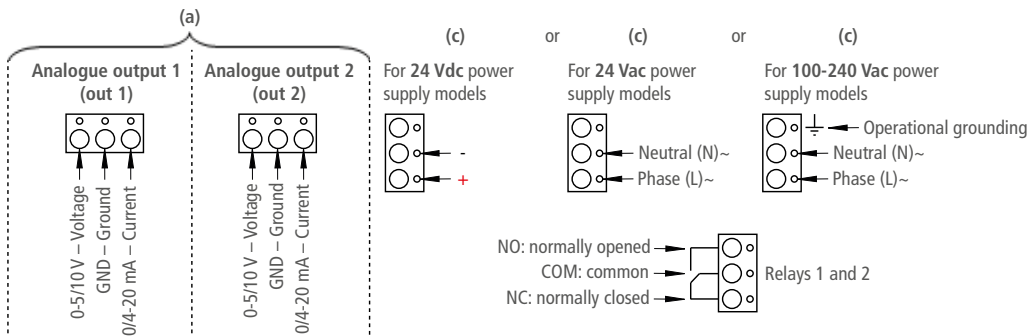 (a)
Analogue output 1
(out 1)
0-5/10 V – Voltage
GND – Ground
0/4-20 mA – Current
Analogue output 2
(out 2)
0-5/10 V – Voltage
GND – Ground
0/4-20 mA – Current
(c)
For 24 Vdc power
supply models
-
+
or
(c)
For 24 Vac power
supply models
Neutral (N)~
Phase (L)~
or
(c)
For 100-240 Vac power
supply models
Operational grounding
Neutral (N)~
Phase (L)~
NO: normally opened
COM: common
NC: normally closed
Relays 1 and 2